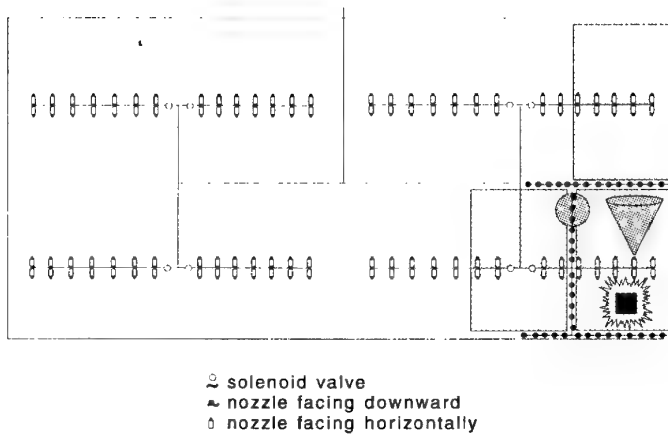 solenoid valve
nozzle facing downward
nozzle facing horizontally